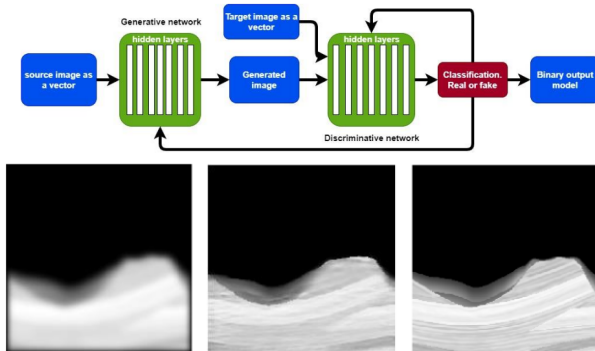 Generative network
Target image as a
vector
hidden layers
hidden layers
source image as
a vector
Generated
image
Classification.
Real or fake
Binary output
model
Discriminative network